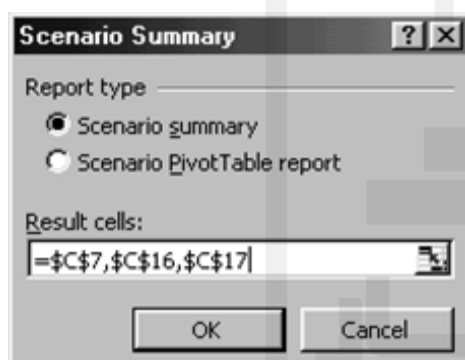 Scenario Summary
Report type
Scenario summary
Scenario PivotTable report
Result cells:
=$C$7,$C$16,$C$17
OK Cancel